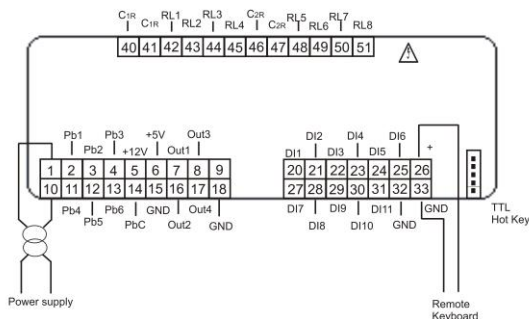 C1R RL1 RL3 C2R RL5 RL7
C1R RL2 RL4 C2R RL6 RL8
40 41 42 43 44 45 46 47 48 49 50 51
Pb1 Pb3 +5V Out3 DI2 DI4 DI6
Pb2 +12V Out1 DI1 DI3 DI5 +
1 2 3 4 5 6 7 8 9 20 21 22 23 24 25 26
10 11 12 13 14 15 16 17 18 27 28 29 30 31 32 33
Pb4 Pb6 GND Out4 DI7 DI9 DI11 GND
Pb5 PbC Out2 GND DI8 DI10 GND
TTL
Hot Key
Power supply
Remote
Keyboard